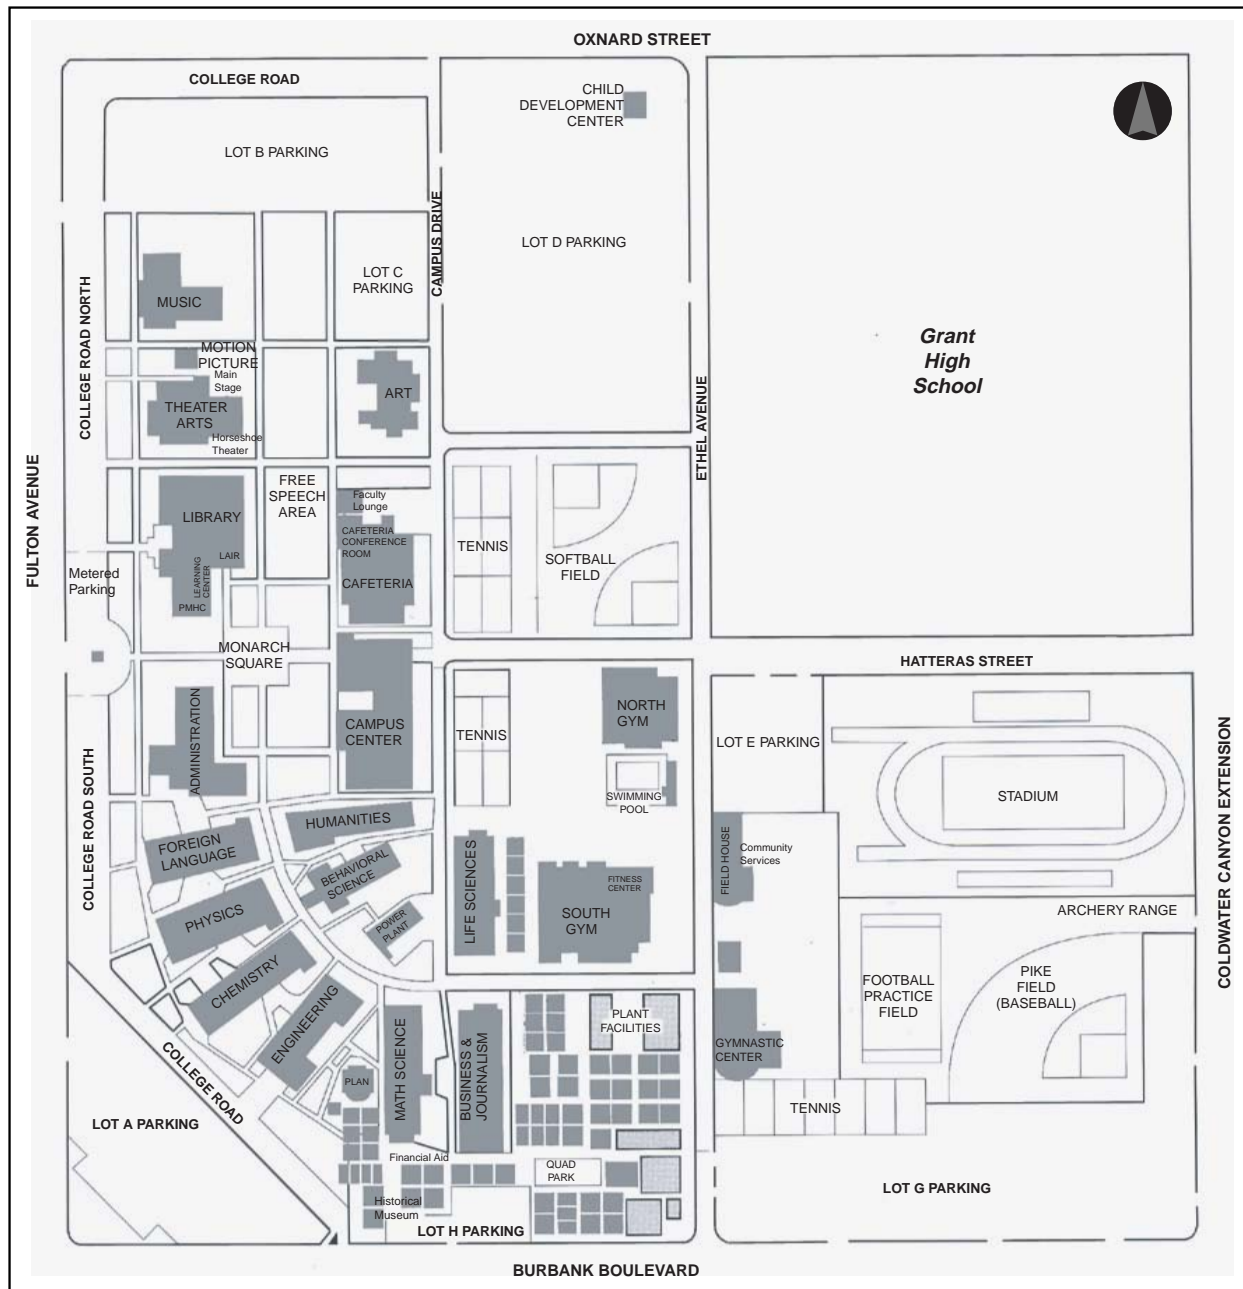 OXNARD STREET
COLLEGE ROAD
CHILD
DEVELOPMENT
CENTER
LOT B PARKING
CAMPUS DRIVE
LOT D PARKING
COLLEGE ROAD NORTH
LOT C
PARKING
MUSIC
Grant
High
School
MOTION
PICTURE
Main
Stage
ART
THEATER
ARTS
Horseshoe
Theater
ETHEL AVENUE
FULTON AVENUE
FREE
SPEECH
AREA
Faculty
Lounge
LIBRARY
LAIR
LEARNING
CENTER
PMHC
CAFETERIA
CONFERENCE
ROOM
CAFETERIA
TENNIS
SOFTBALL
FIELD
Metered
Parking
MONARCH
SQUARE
HATTERAS STREET
ADMINISTRATION
CAMPUS
CENTER
TENNIS
NORTH
GYM
LOT E PARKING
SWIMMING
POOL
STADIUM
COLDWATER CANYON EXTENSION
COLLEGE ROAD SOUTH
HUMANITIES
FOREIGN
LANGUAGE
BEHAVIORAL
SCIENCE
LIFE SCIENCES
FITNESS
CENTER
SOUTH
GYM
FIELD HOUSE
Community
Services
PHYSICS
POWER
PLANT
ARCHERY RANGE
CHEMISTRY
ENGINEERING
FOOTBALL
PRACTICE
FIELD
PIKE
FIELD
(BASEBALL)
PLANT
FACILITIES
GYMNASTIC
CENTER
MATH SCIENCE
BUSINESS &
JOURNALISM
PLAN
COLLEGE ROAD
TENNIS
LOT A PARKING
Financial Aid
QUAD
PARK
LOT G PARKING
Historical
Museum
LOT H PARKING
BURBANK BOULEVARD